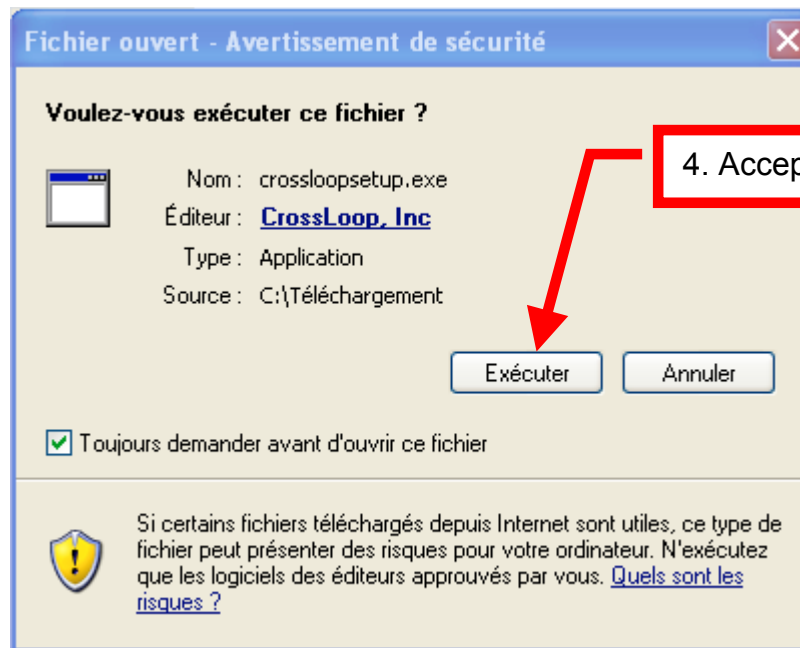 Fichier ouvert - Avertissement de sécurité
Voulez-vous exécuter ce fichier ?
4. Accep
Nom : crossloopsetup.exe
Éditeur : CrossLoop, Inc
Type : Application
Source : C:\Téléchargement
Exécuter Annuler
Toujours demander avant d'ouvrir ce fichier
Si certains fichiers téléchargés depuis Internet sont utiles, ce type de
fichier peut présenter des risques pour votre ordinateur. N'exécutez
que les logiciels des éditeurs approuvés par vous. Quels sont les
risques ?